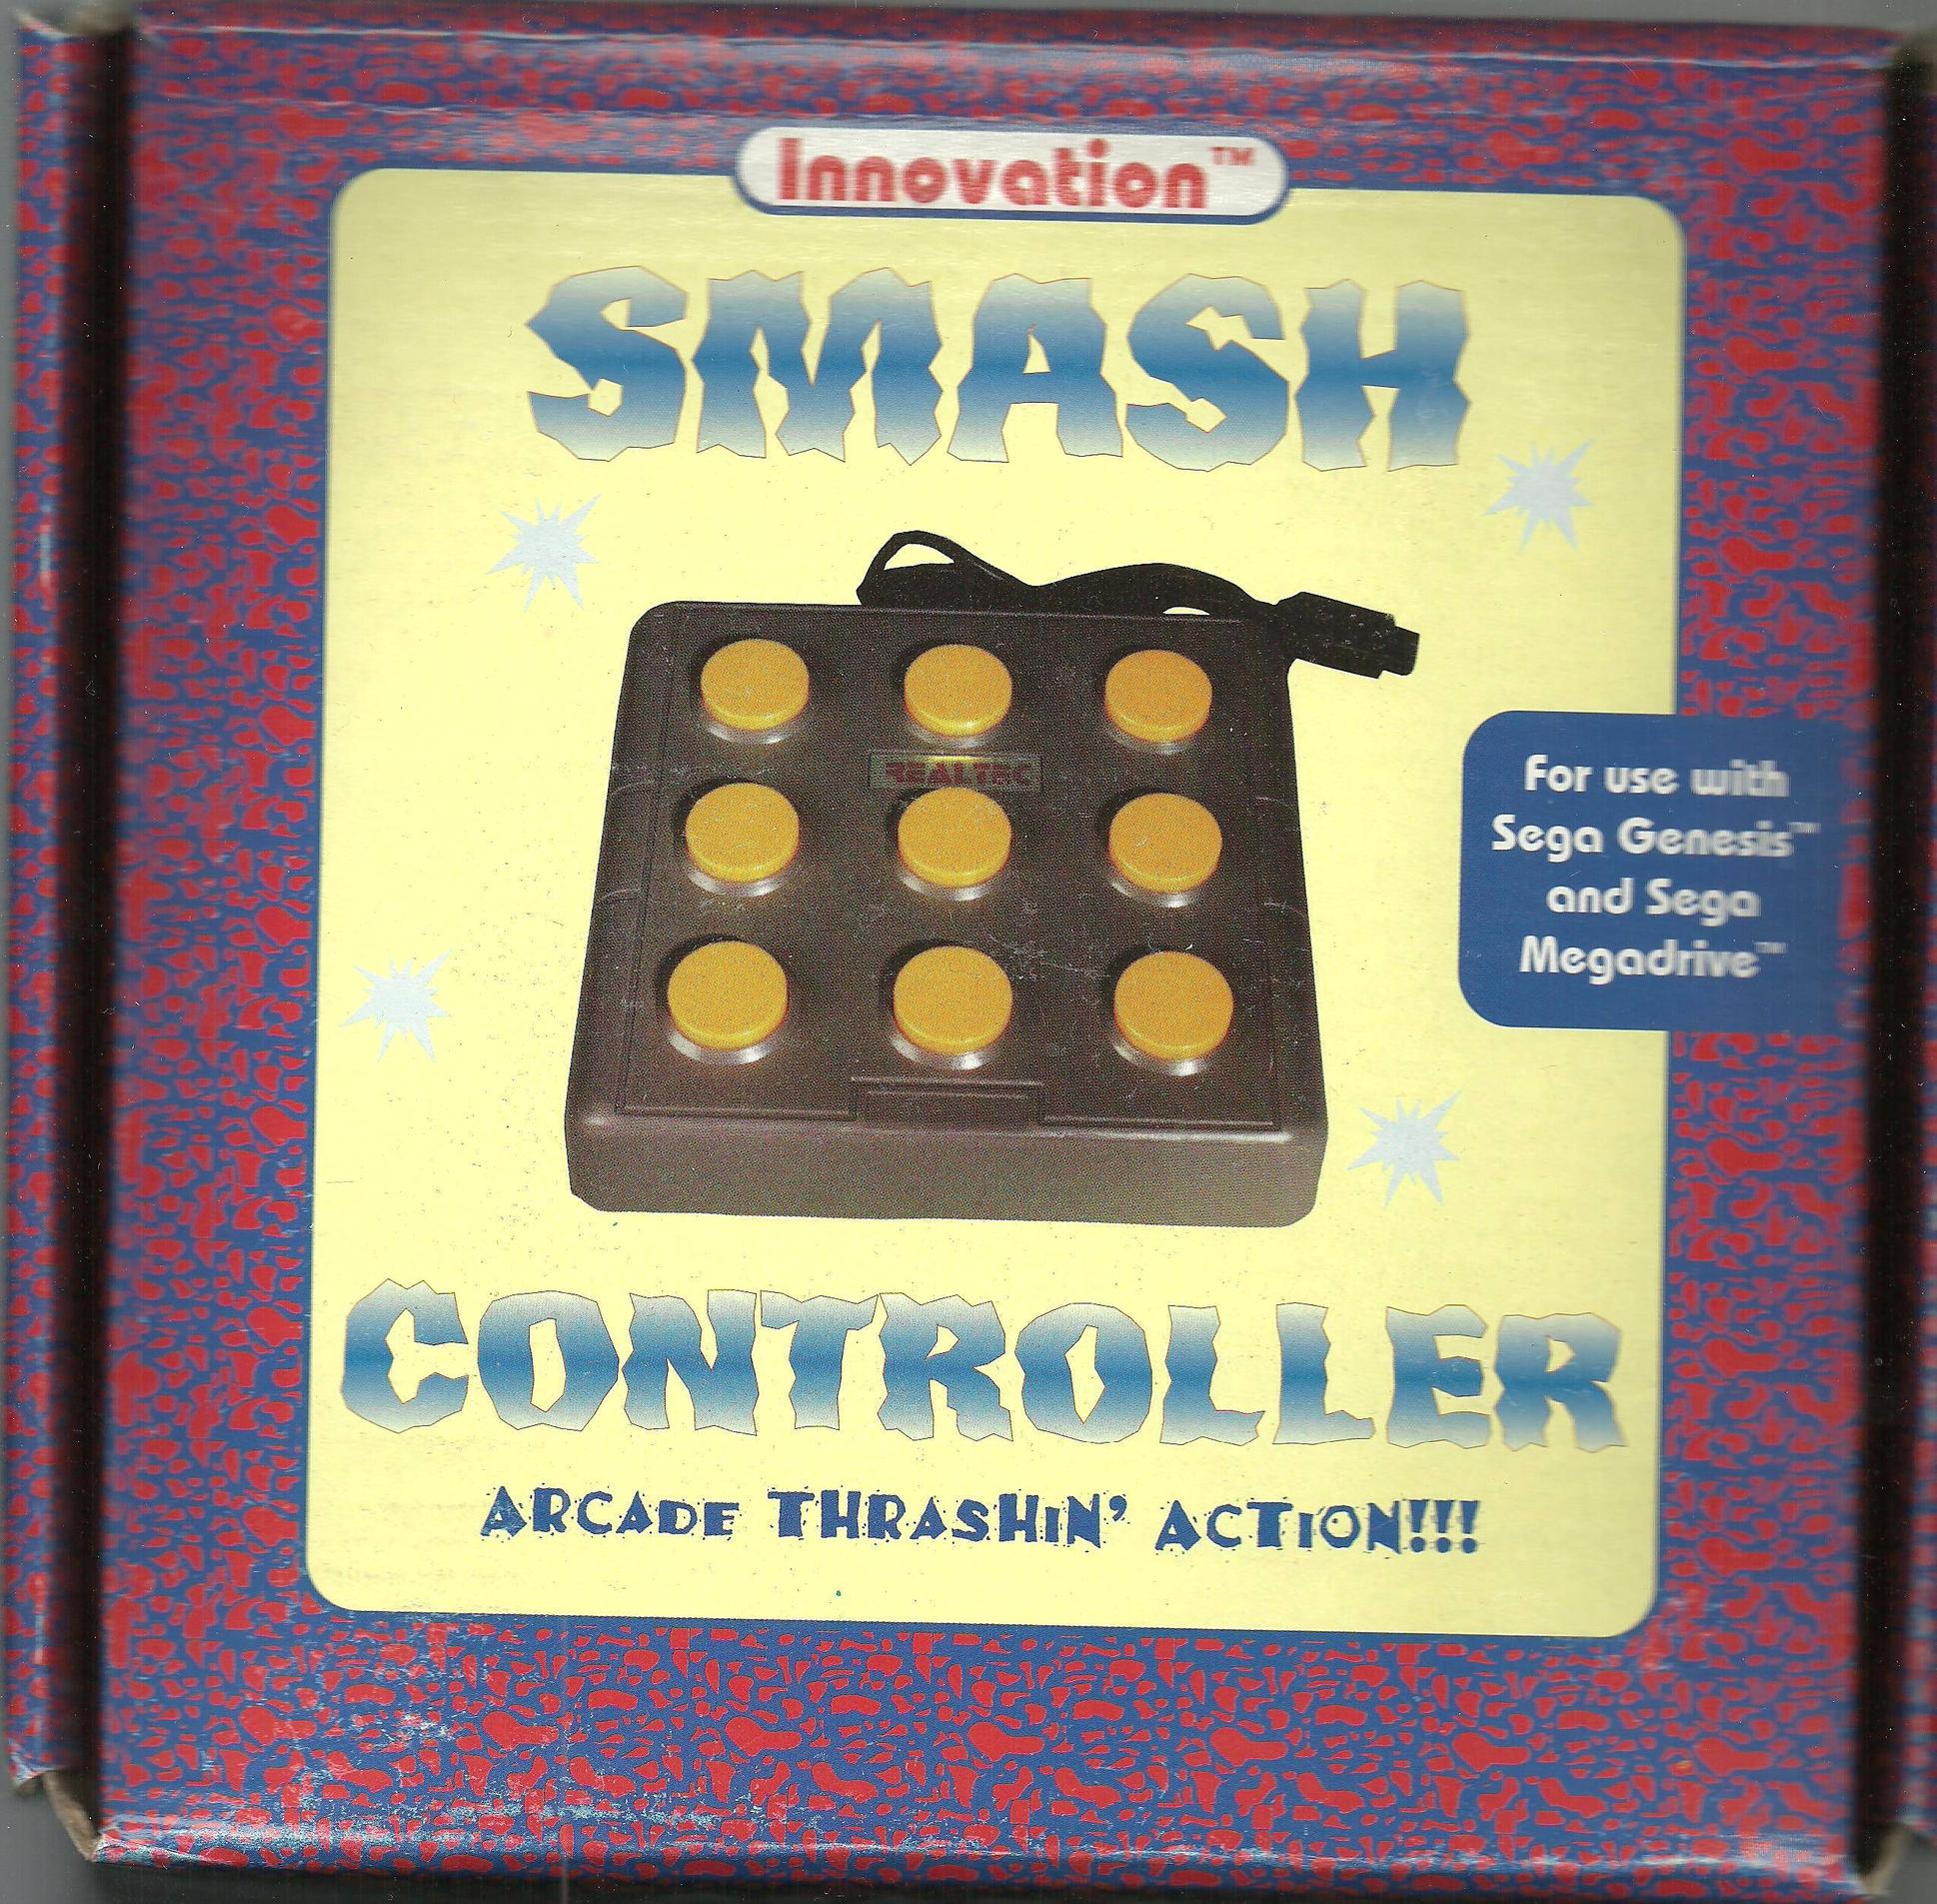 Innovation™
SMASH
REALTEC
For use with
Sega Genesis™
and Sega
Megadrive™
CONTROLLER
ARCADE THRASHIN' ACTION!!!